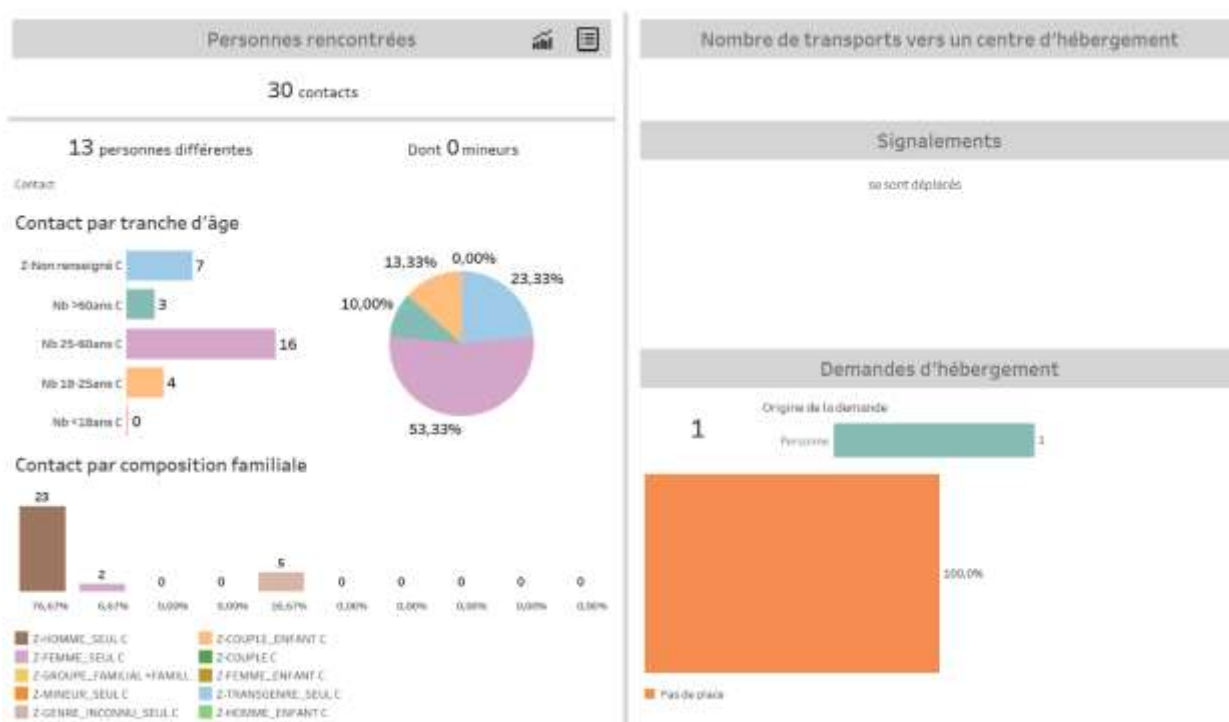 Personnes rencontrées
30 contacts
13 personnes différentes
Dont 0 mineurs
Contact
Contact par tranche d'âge
Z-Non renseigné C
7
Nb >60ans C
3
Nb 25-60ans C
16
Nb 18-25ans C
4
Nb <18ans C
0
13,33%
0,00%
23,33%
10,00%
53,33%
Contact par composition familiale
23
2
0
0
5
0
0
0
0
0
76,67%
6,67%
0,00%
0,00%
16,67%
0,00%
0,00%
0,00%
0,00%
0,00%
Z-HOMME_SEUL C
Z-FEMME_SEUL C
Z-GROUPE_FAMILIAL +FAMILL..
Z-MINEUR_SEUL C
Z-GENRE_INCONNU_SEUL C
Z-COUPLE_ENFANT C
Z-COUPLE C
Z-FEMME_ENFANT C
Z-TRANSGENRE_SEUL C
Z-HOMME_ENFANT C
Nombre de transports vers un centre d'hébergement
Signalements
se sont déplacés
Demandes d'hébergement
1
Origine de la demande
Personne
1
100,0%
Pas de place